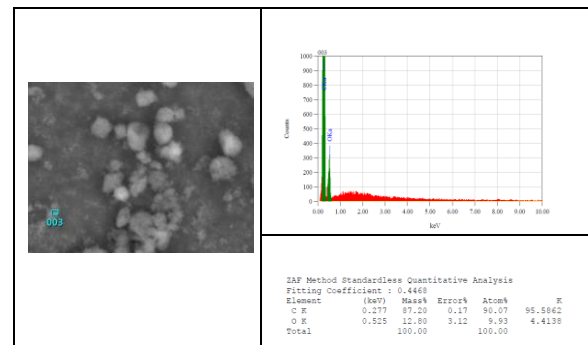 003
003
1000
900
800
700
600
500
400
300
200
100
0
Counts
OKa
0.00 1.00 2.00 3.00 4.00 5.00 6.00 7.00 8.00 9.00 10.00
keV
ZAF Method Standardless Quantitative Analysis
Fitting Coefficient : 0.4468
Element (keV) Mass% Error% Atom% K
C K 0.277 87.20 0.17 90.07 95.5862
O K 0.525 12.80 3.12 9.93 4.4138
Total 100.00 100.00